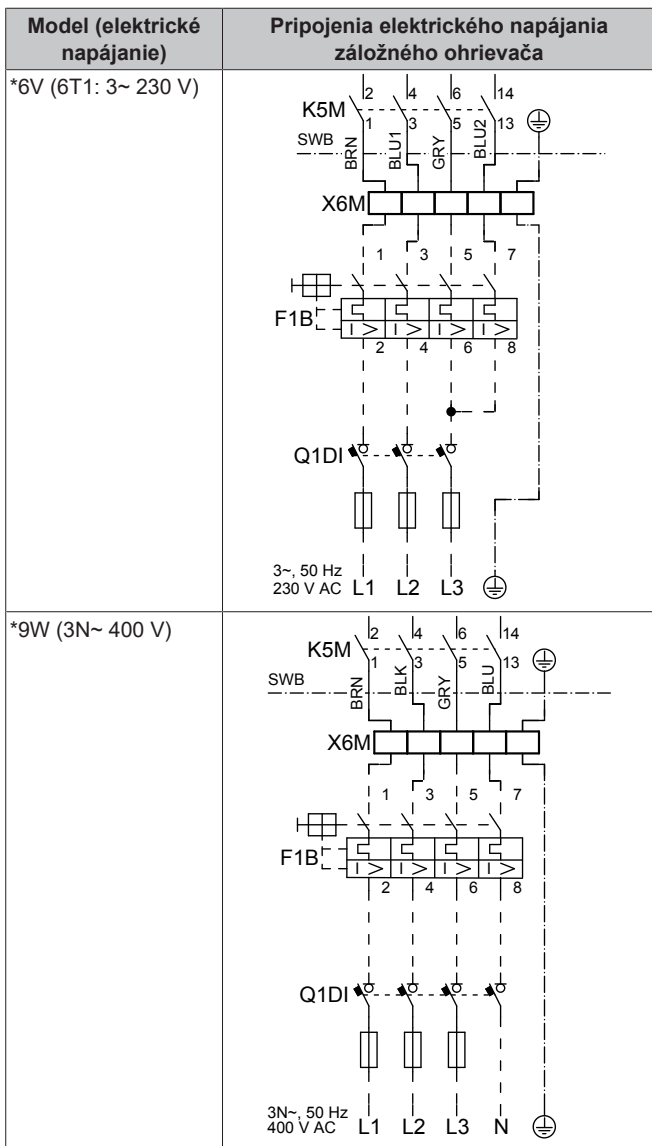 Model (elektrické napájanie)
Pripojenia elektrického napájania záložného ohrievača
*6V (6T1: 3~ 230 V)
2 4 6 14
K5M
1 3 5 13
SWB
BRN BLU1 GRY BLU2
X6M
1 3 5 7
F1B
I > I > I > I >
2 4 6 8
Q1DI
3~, 50 Hz
230 V AC L1 L2 L3
*9W (3N~ 400 V)
2 4 6 14
K5M
1 3 5 13
SWB
BRN BLK GRY BLU
X6M
1 3 5 7
F1B
I > I > I > I >
2 4 6 8
Q1DI
3N~, 50 Hz
400 V AC L1 L2 L3 N